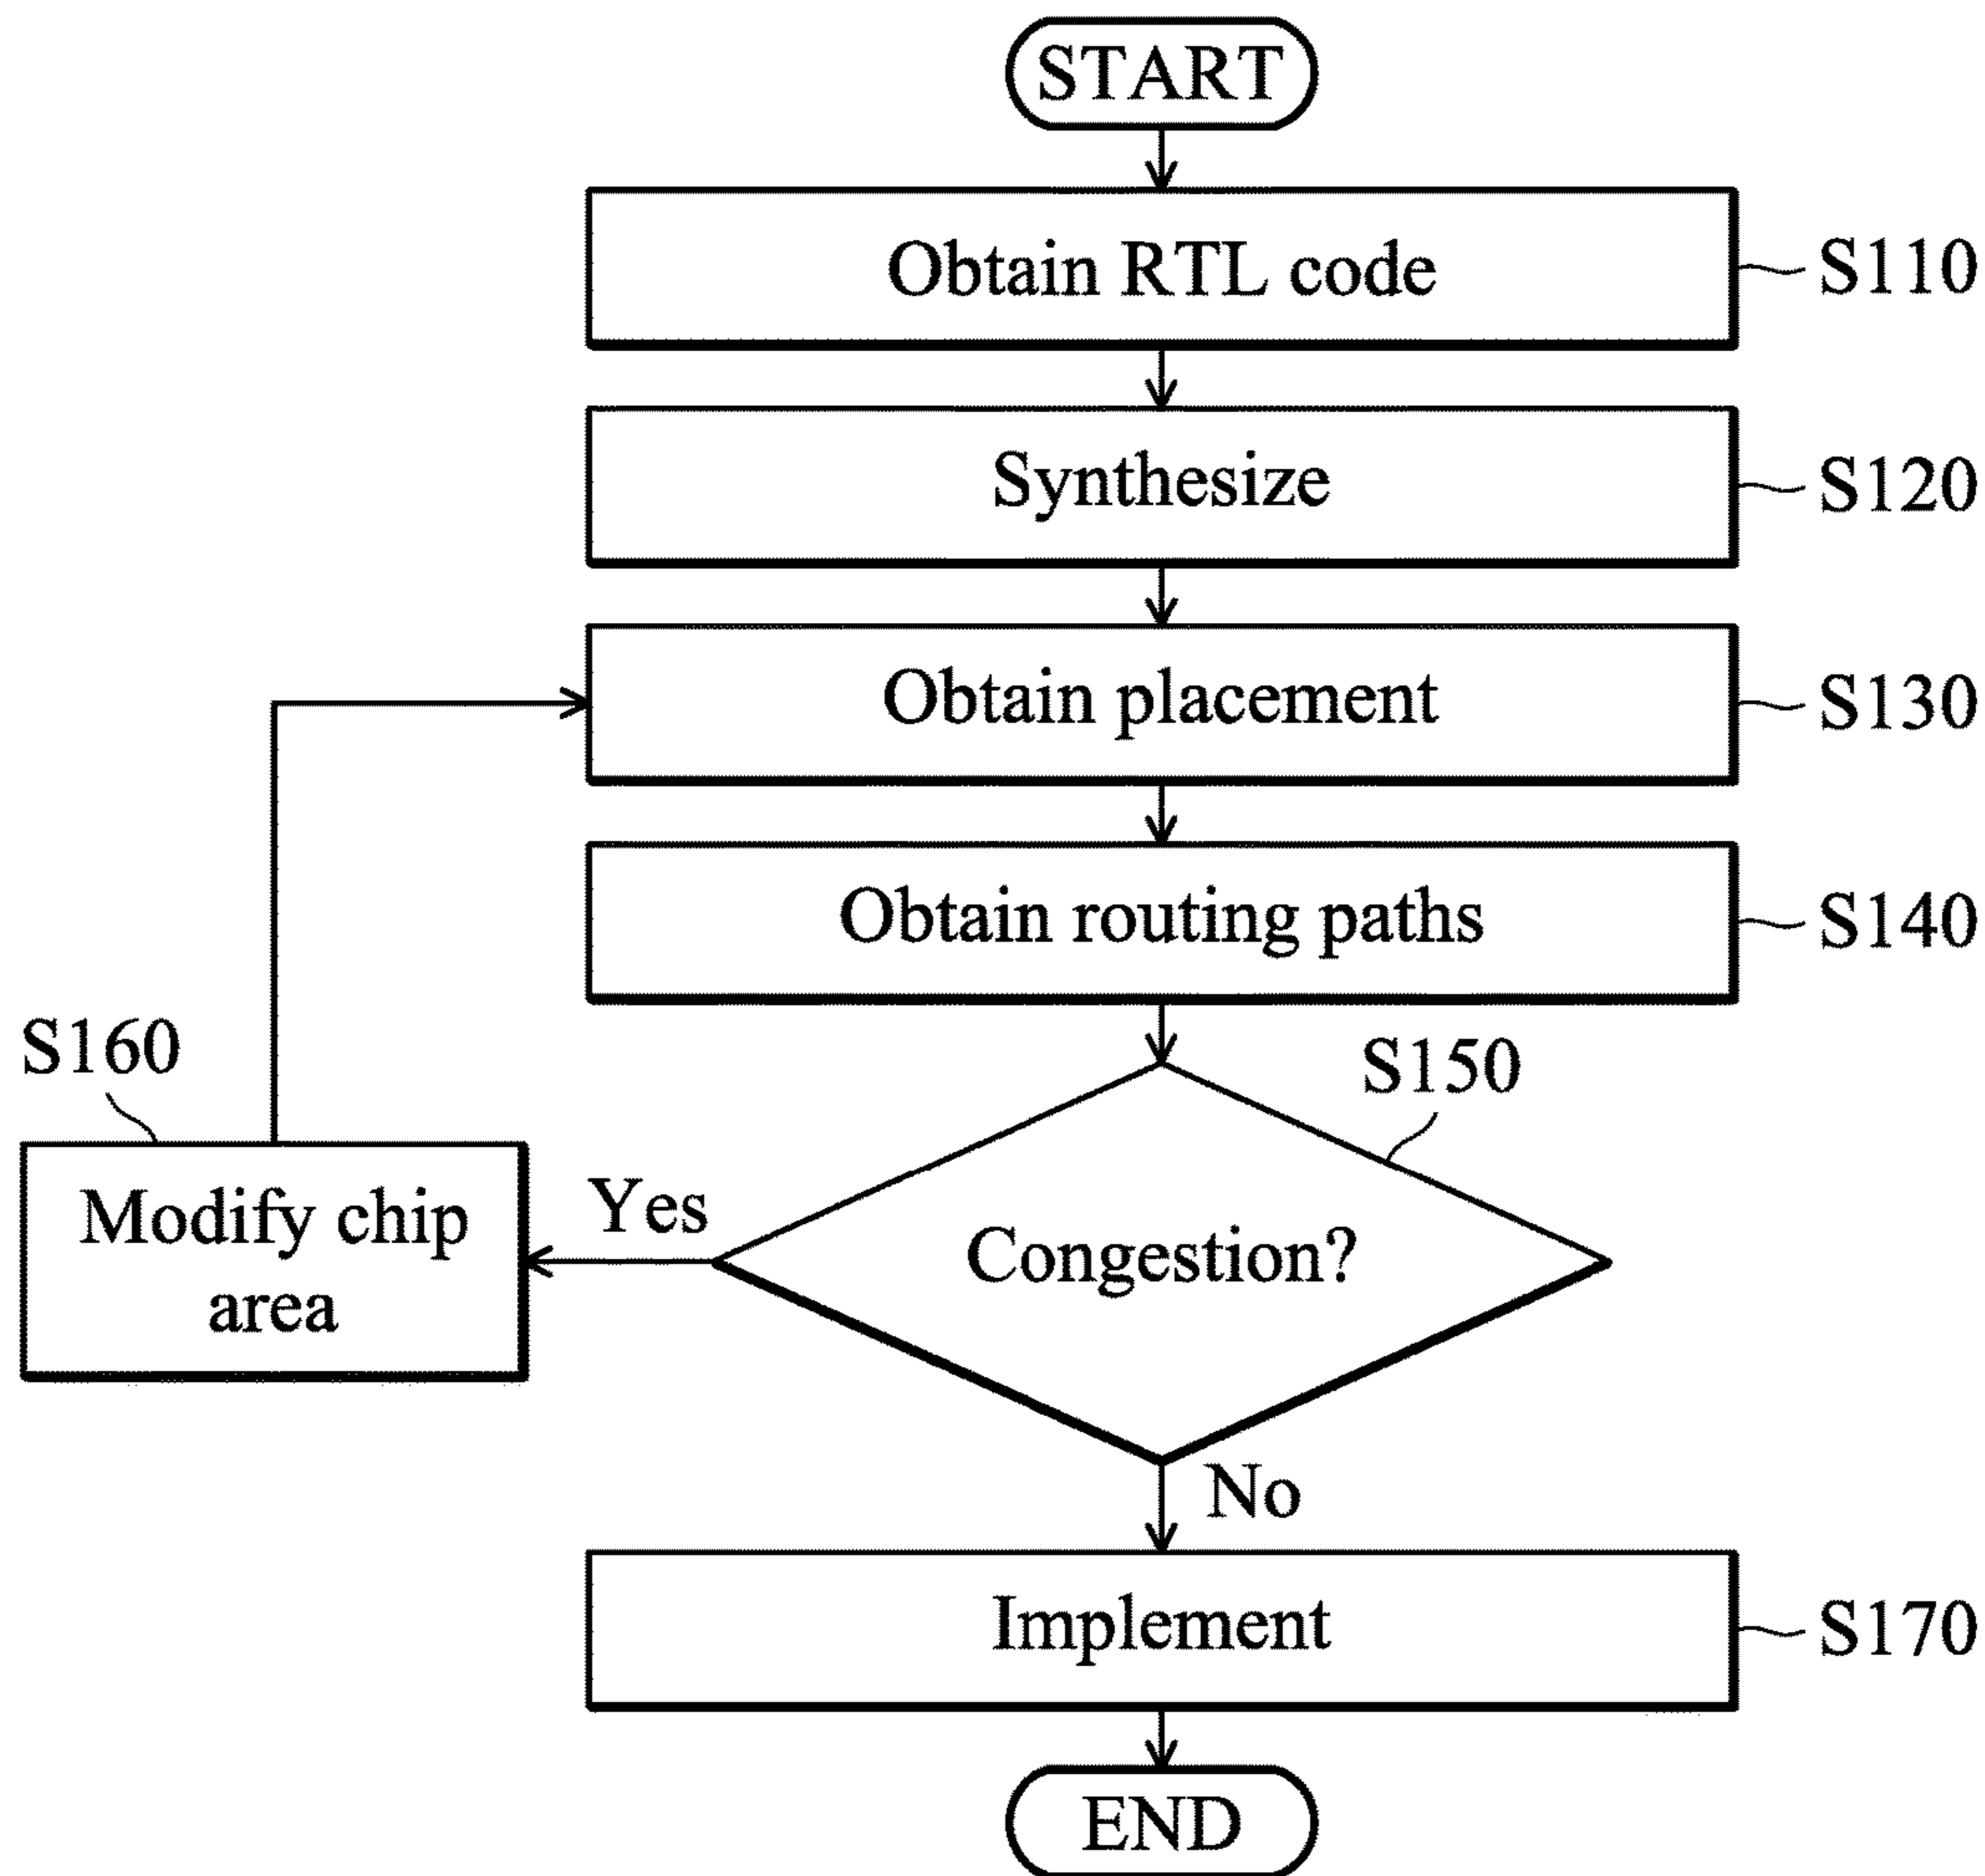 START
Obtain RTL code
S110
Synthesize
S120
Obtain placement
S130
Obtain routing paths
S140
S160
S150
Modify chip
area
Yes
Congestion?
No
Implement
S170
END